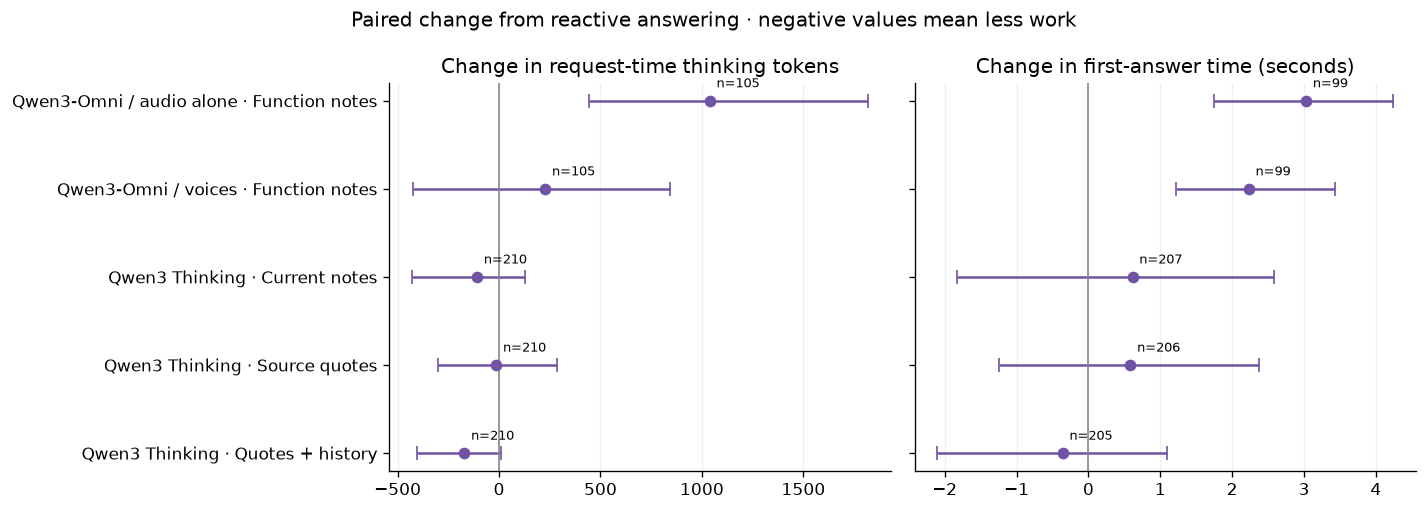 Paired change from reactive answering · negative values mean less work
Change in request-time thinking tokens
Change in first-answer time (seconds)
Qwen3-Omni / audio alone · Function notes
n=105
n=99
Qwen3-Omni / voices · Function notes
n=105
n=99
Qwen3 Thinking · Current notes
n=210
n=207
Qwen3 Thinking · Source quotes
n=210
n=206
Qwen3 Thinking · Quotes + history
n=210
n=205
−500 0 500 1000 1500
−2 −1 0 1 2 3 4